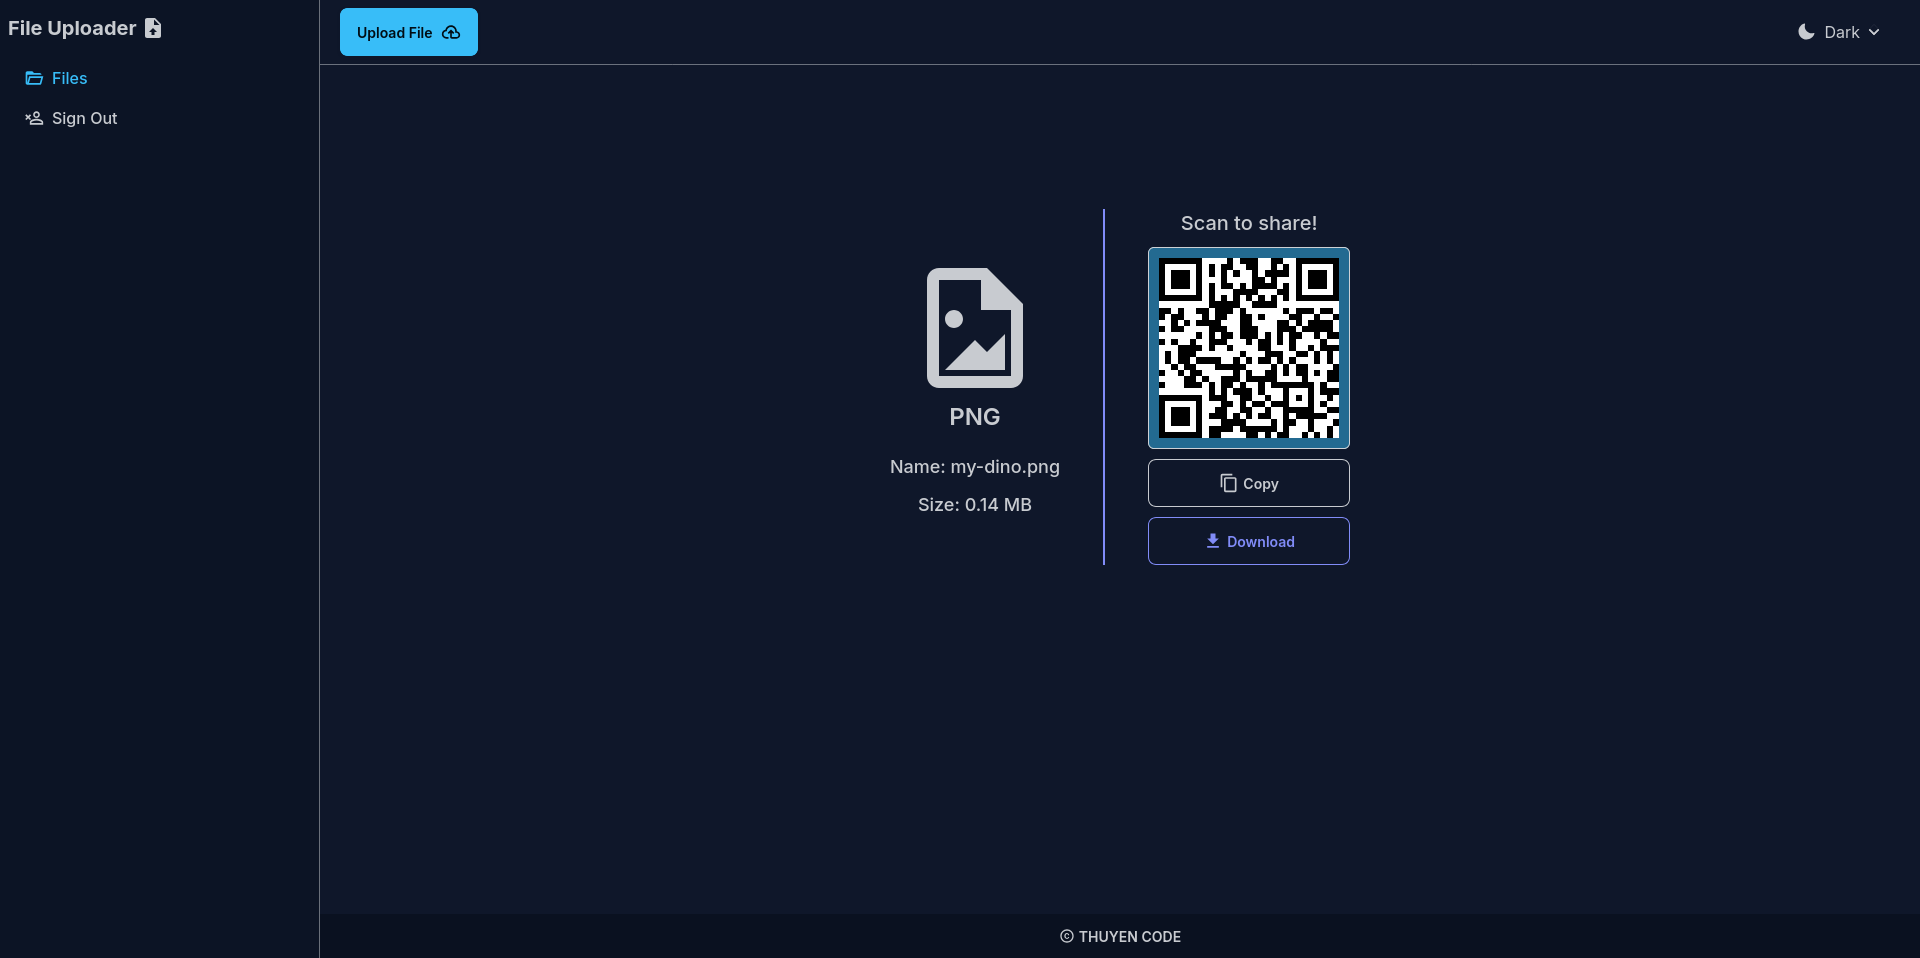 File Uploader
Files
Sign Out
Upload File
Dark
PNG
Name: my-dino.png
Size: 0.14 MB
Scan to share!
Copy
Download
© THUYEN CODE